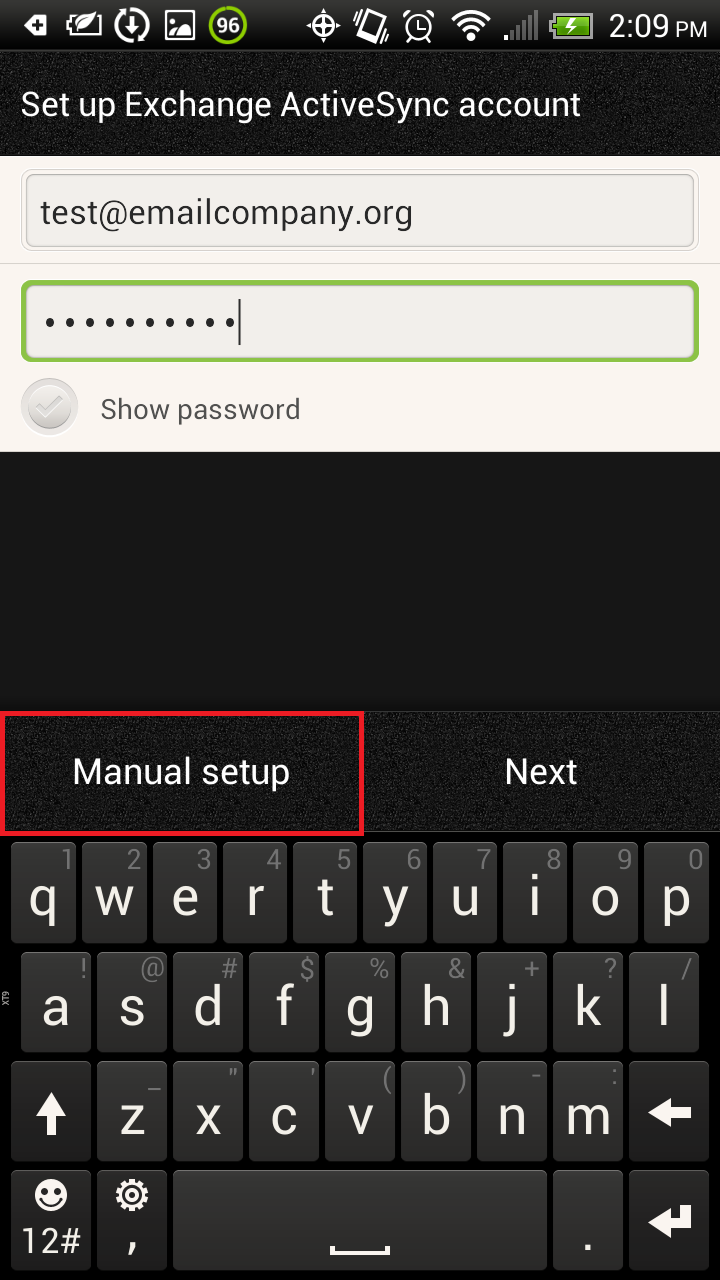 96 2:09 PM
Set up Exchange ActiveSync account
test@emailcompany.org
Show password
Manual setup Next
1 2 3 4 5 6 7 8 9 0
q w e r t y u i o p
! @ # $ % & + ? /
XT9 a s d f g h j k l
_ " ' ( ) - :
z x c v b n m
12# , .